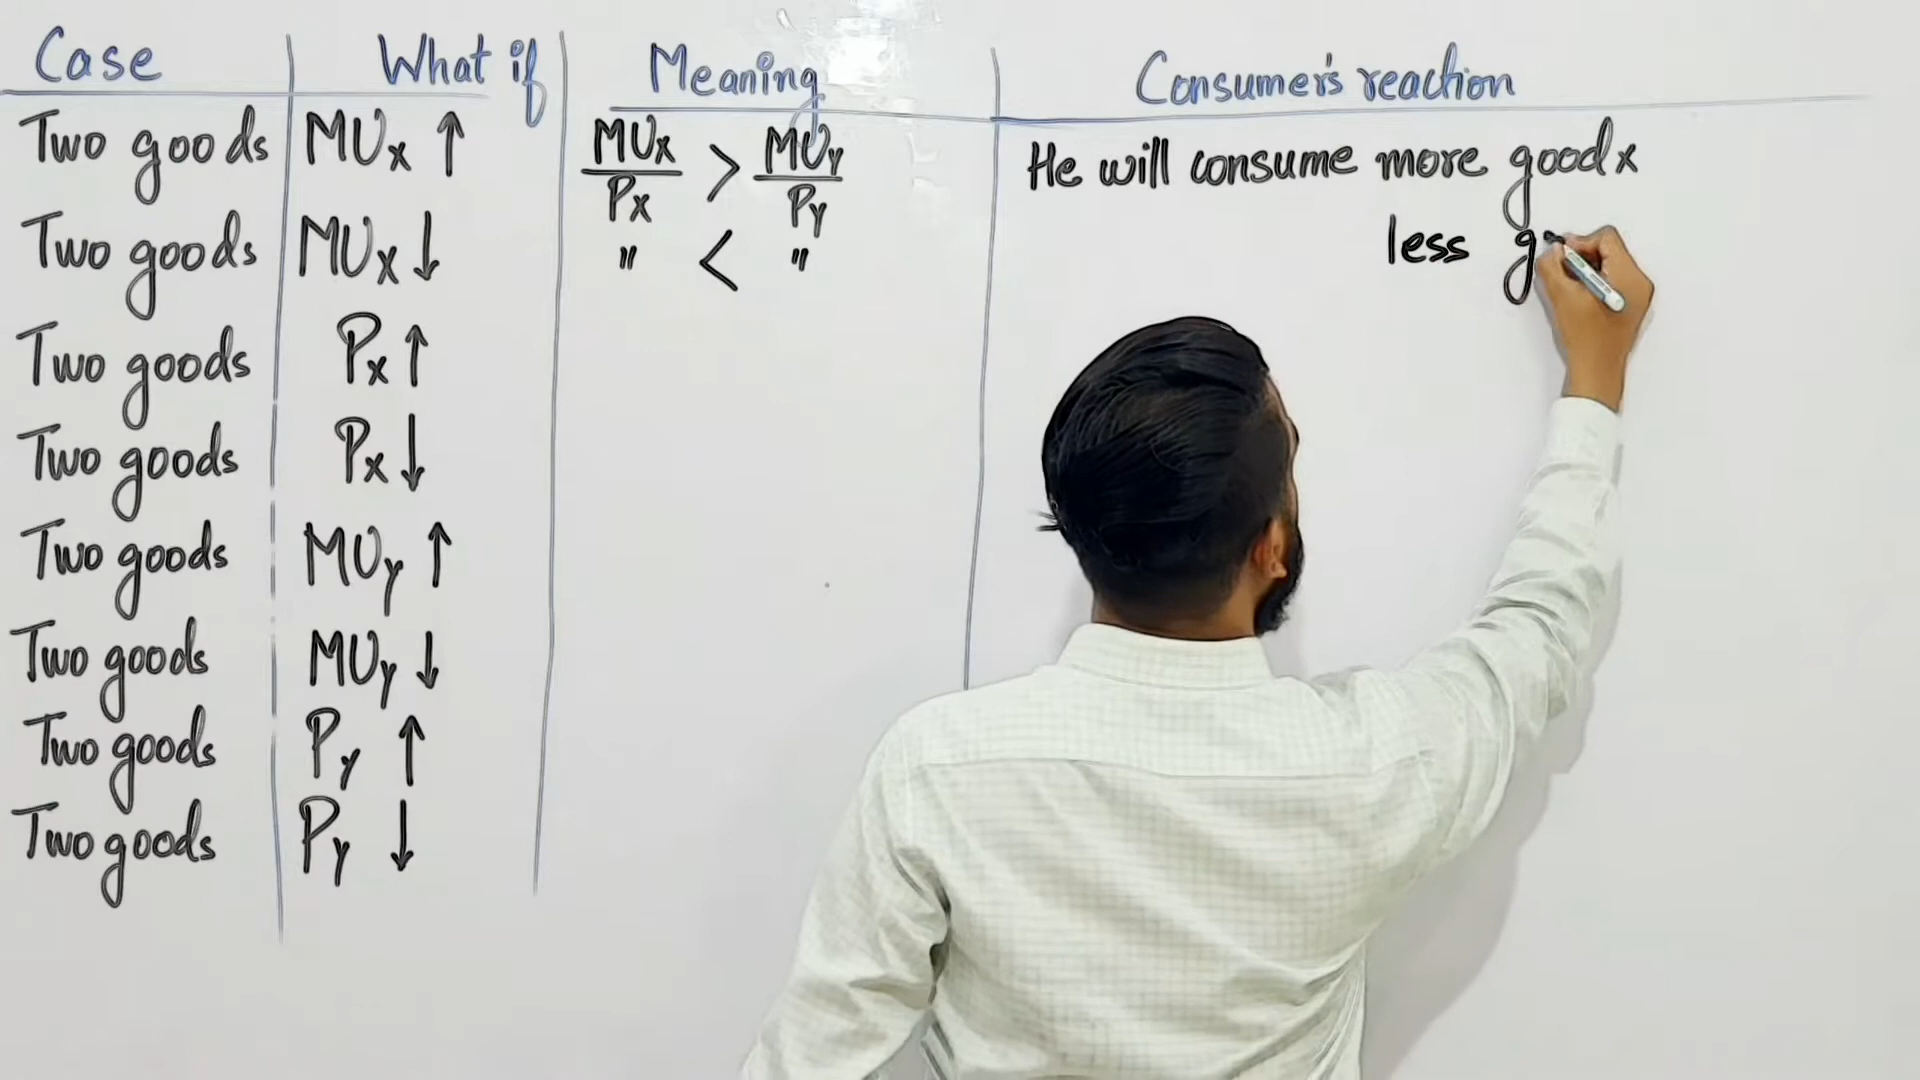 Case What if Meaning Consumer's reaction
Two goods MUx ↑ MUx/Px > MUy/Py He will consume more good x
Two goods MUx ↓ " < " less g
Two goods Px ↑
Two goods Px ↓
Two goods MUy ↑
Two goods MUy ↓
Two goods Py ↑
Two goods Py ↓